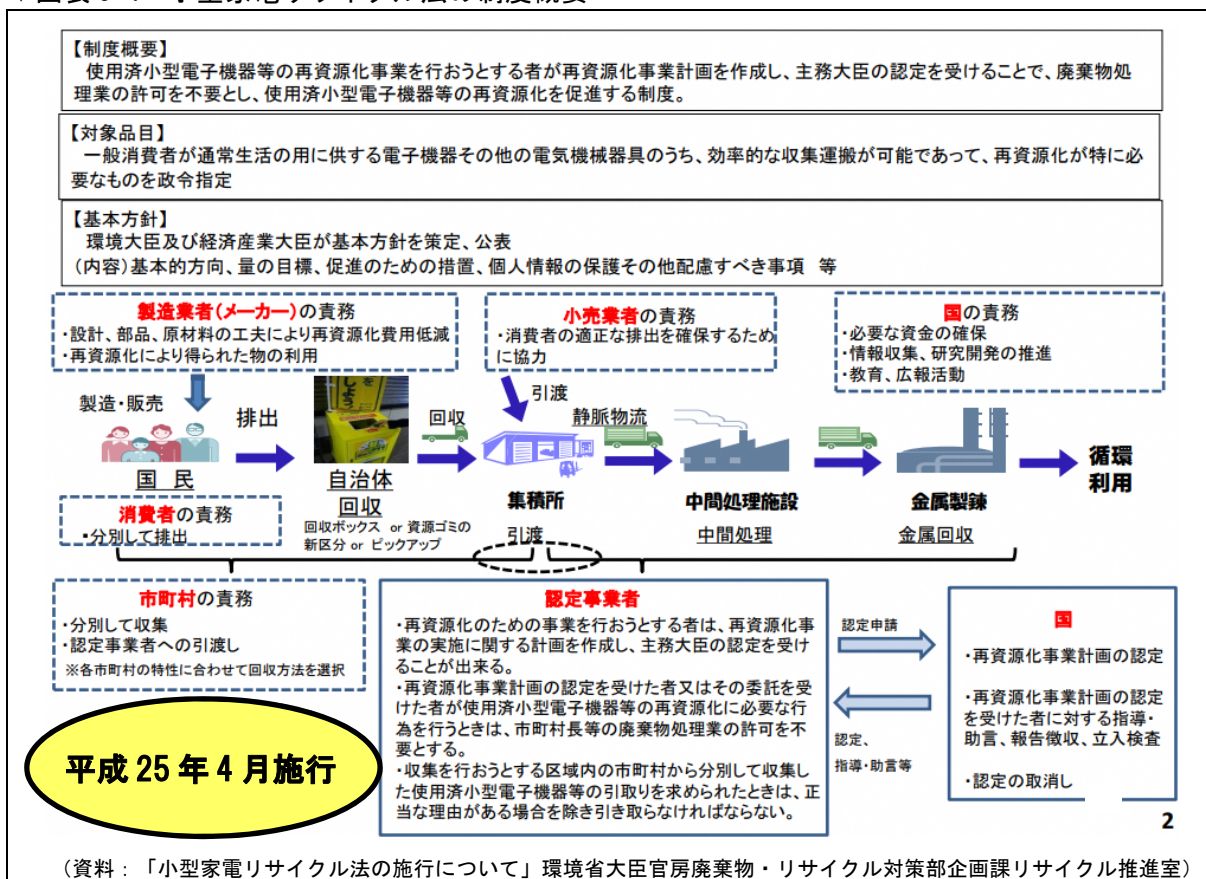 【制度概要】
使用済小型電子機器等の再資源化事業を行おうとする者が再資源化事業計画を作成し、主務大臣の認定を受けることで、廃棄物処
理業の許可を不要とし、使用済小型電子機器等の再資源化を促進する制度。
【対象品目】
一般消費者が通常生活の用に供する電子機器その他の電気機械器具のうち、効率的な収集運搬が可能であって、再資源化が特に必
要なものを政令指定
【基本方針】
環境大臣及び経済産業大臣が基本方針を策定、公表
(内容)基本的方向、量の目標、促進のための措置、個人情報の保護その他配慮すべき事項 等
製造業者(メーカー)の責務
・設計、部品、原材料の工夫により再資源化費用低減
・再資源化により得られた物の利用
小売業者の責務
・消費者の適正な排出を確保するため
に協力
国の責務
・必要な資金の確保
・情報収集、研究開発の推進
・教育、広報活動
製造・販売
排出
回収
引渡
静脈物流
国 民
自治体
回収
回収ボックス or 資源ゴミの
新区分 or ピックアップ
集積所
引渡
中間処理施設
中間処理
金属製錬
金属回収
循環
利用
消費者の責務
・分別して排出
市町村の責務
・分別して収集
・認定事業者への引渡し
※各市町村の特性に合わせて回収方法を選択
平成 25 年 4 月施行
認定事業者
・再資源化のための事業を行おうとする者は、再資源化事
業の実施に関する計画を作成し、主務大臣の認定を受け
ることが出来る。
・再資源化事業計画の認定を受けた者又はその委託を受
けた者が使用済小型電子機器等の再資源化に必要な行
為を行うときは、市町村長等の廃棄物処理業の許可を不
要とする。
・収集を行おうとする区域内の市町村から分別して収集し
た使用済小型電子機器等の引取りを求められたときは、正
当な理由がある場合を除き引き取らなければならない。
認定申請
認定、
指導・助言等
国
・再資源化事業計画の認定
・再資源化事業計画の認定
を受けた者に対する指導・
助言、報告徴収、立入検査
・認定の取消し
2
(資料:「小型家電リサイクル法の施行について」環境省大臣官房廃棄物・リサイクル対策部企画課リサイクル推進室)